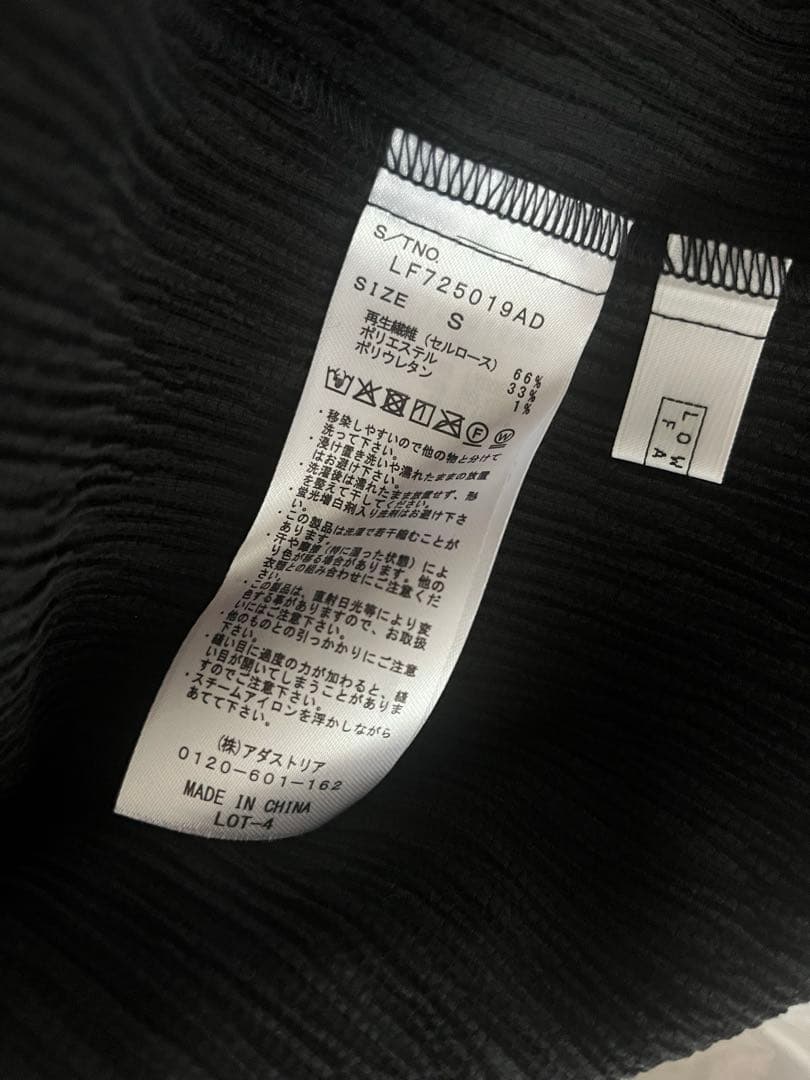 S/TNO.
LF725019AD
SIZE S
再生繊維(セルロース) 66%
ポリエステル 33%
ポリウレタン 1%
F W
・移染しやすいので他の物と分けて
洗って下さい。
・浸け置き洗いや濡れたままの放置
はお避け下さい。
・洗濯後は濡れたまま放置せず、形
を整えて干してください。
・蛍光増白剤入り洗剤はお避け下さ
い。
・この製品は洗濯で若干縮むことが
あります。
・汗や摩擦(特に湿った状態)によ
り色が移る場合があります。他の
衣類との組み合わせにご注意くだ
さい。
・この製品は、直射日光等により変
色する事がありますので、お取扱
いにはご注意下さい。
・他のものとの引っかかりにご注意
下さい。
・縫い目に過度の力が加わると、縫
い目が開いてしまうことがありま
すのでご注意下さい。
・スチームアイロンを浮かしながら
あてて下さい。
(株)アダストリア
0120-601-162
MADE IN CHINA
LOT-4
LOW
FA